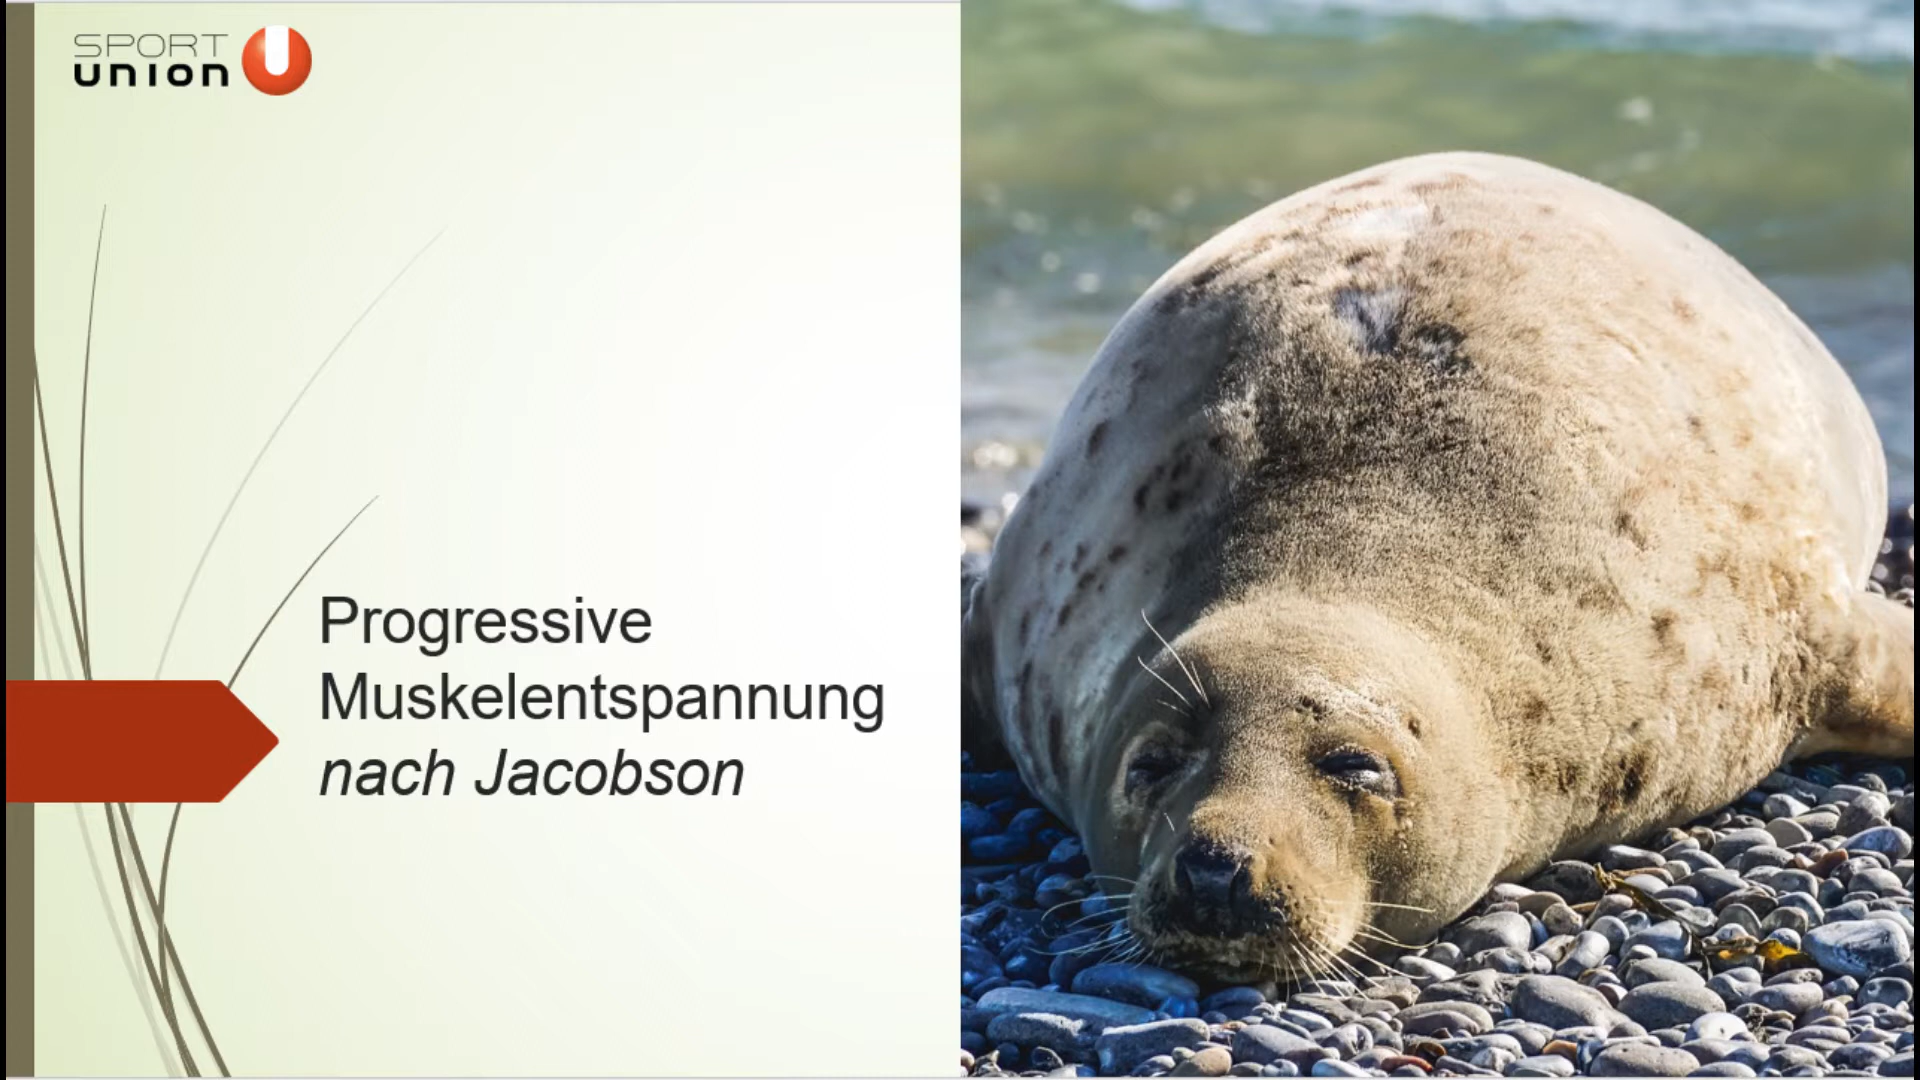 SPORT
union
Progressive
Muskelentspannung
nach Jacobson